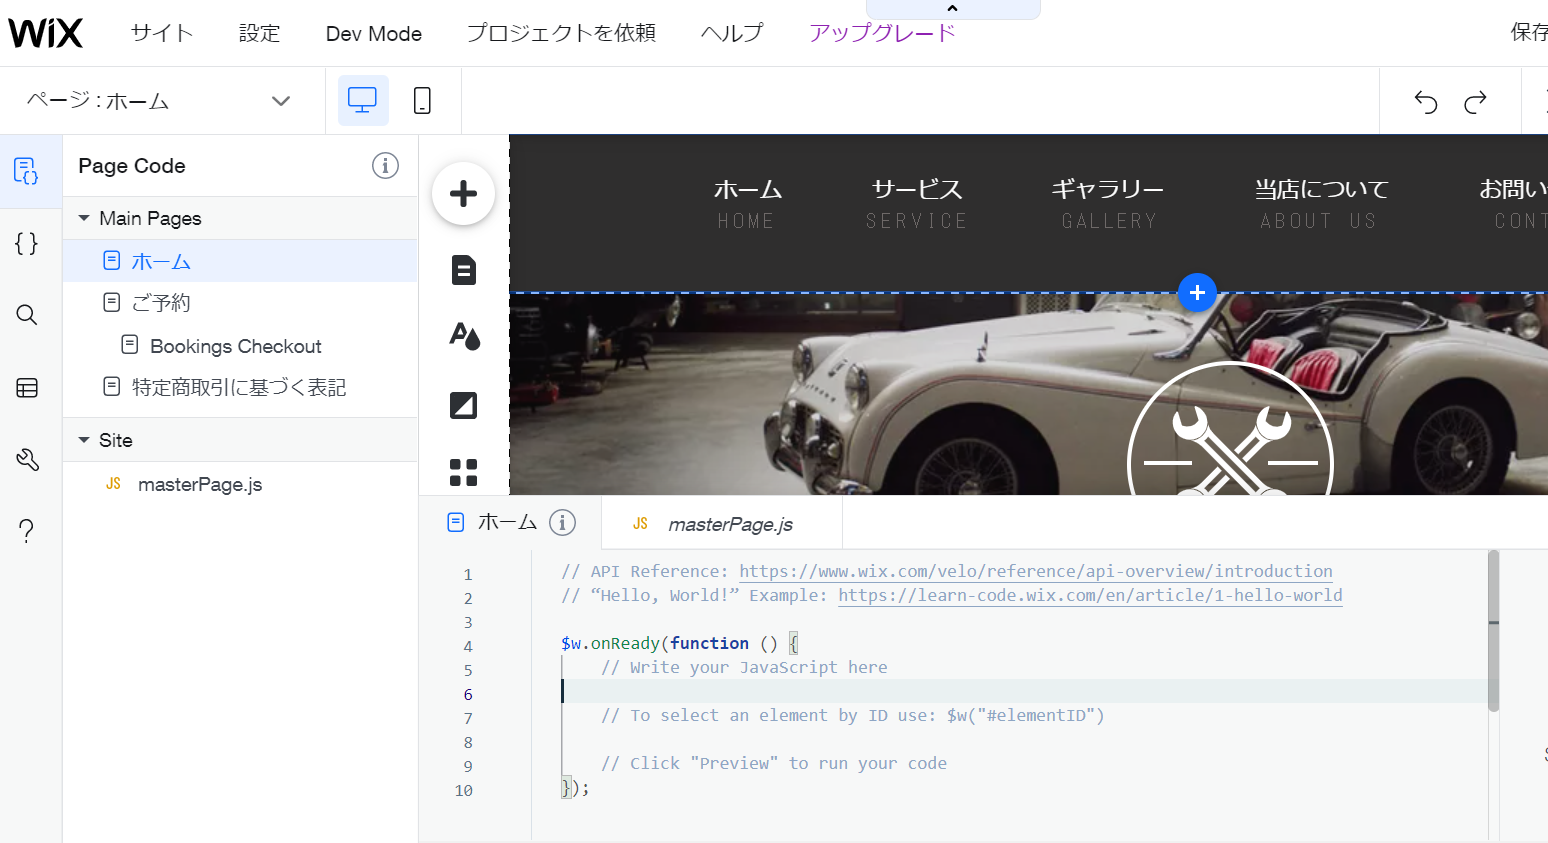 WiX サイト 設定 Dev Mode プロジェクトを依頼 ヘルプ アップグレード 保存
ページ : ホーム
Page Code
Main Pages
ホーム
ご予約
Bookings Checkout
特定商取引に基づく表記
Site
JS masterPage.js
ホーム サービス ギャラリー 当店について お問い
HOME SERVICE GALLERY ABOUT US CONT
ホーム JS masterPage.js
1 // API Reference: https://www.wix.com/velo/reference/api-overview/introduction
2 // “Hello, World!” Example: https://learn-code.wix.com/en/article/1-hello-world
3
4 $w.onReady(function () {
5 // Write your JavaScript here
6
7 // To select an element by ID use: $w("#elementID")
8
9 // Click "Preview" to run your code
10 });